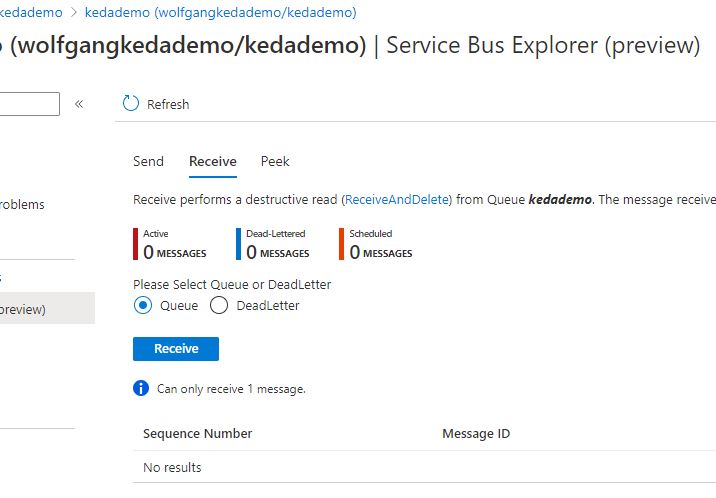 kedademo > kedademo (wolfgangkedademo/kedademo)
(wolfgangkedademo/kedademo) | Service Bus Explorer (preview)
«
Refresh
Send Receive Peek
Receive performs a destructive read (ReceiveAndDelete) from Queue kedademo. The message receive
roblems
Active Dead-Lettered Scheduled
0 MESSAGES 0 MESSAGES 0 MESSAGES
Please Select Queue or DeadLetter
preview)
Queue DeadLetter
Receive
Can only receive 1 message.
Sequence Number Message ID
No results